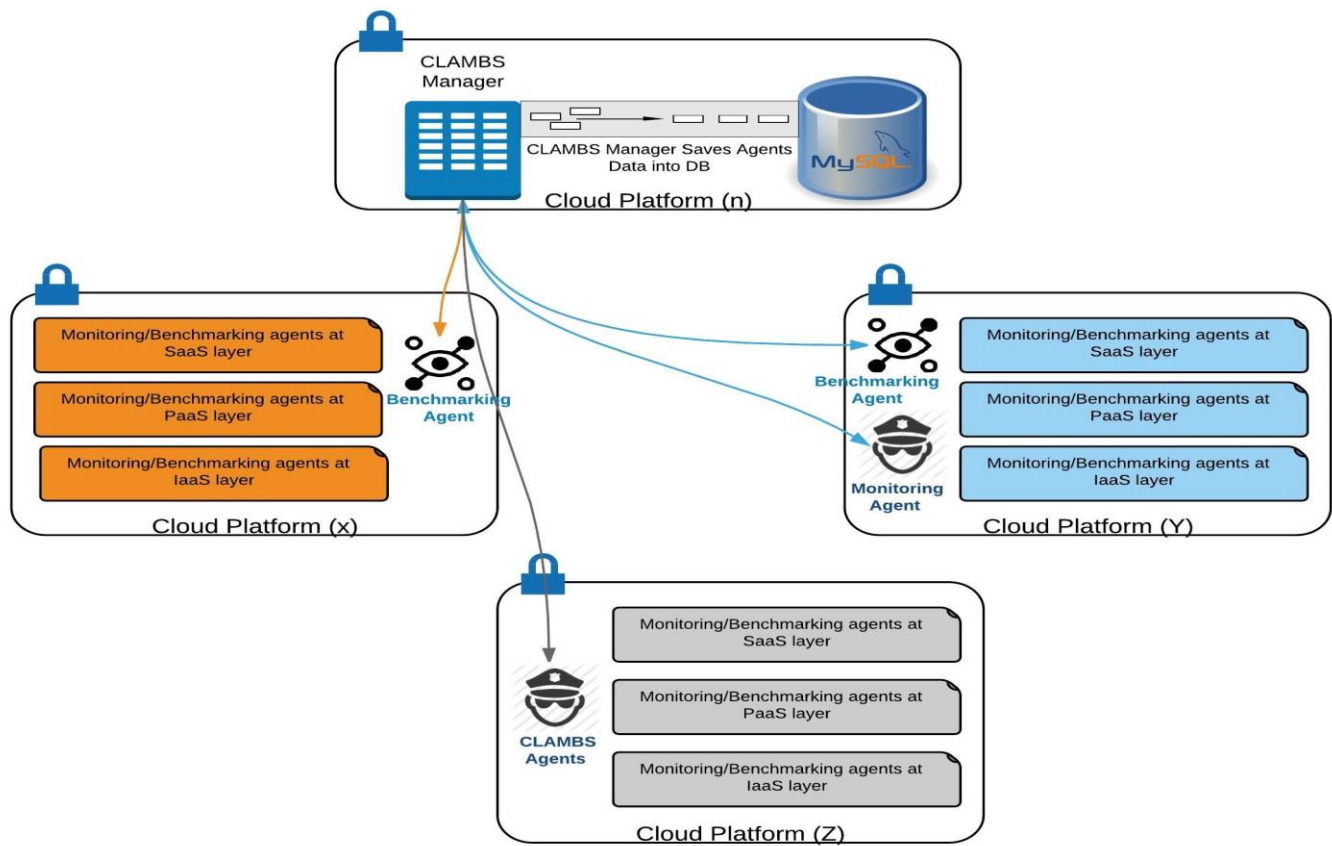 CLAMBS
Manager
CLAMBS Manager Saves Agents
Data into DB
MySQL
Cloud Platform (n)
Monitoring/Benchmarking agents at
SaaS layer
Monitoring/Benchmarking agents at
PaaS layer
Monitoring/Benchmarking agents at
IaaS layer
Benchmarking
Agent
Cloud Platform (x)
Benchmarking
Agent
Monitoring
Agent
Monitoring/Benchmarking agents at
SaaS layer
Monitoring/Benchmarking agents at
PaaS layer
Monitoring/Benchmarking agents at
IaaS layer
Cloud Platform (Y)
CLAMBS
Agents
Monitoring/Benchmarking agents at
SaaS layer
Monitoring/Benchmarking agents at
PaaS layer
Monitoring/Benchmarking agents at
IaaS layer
Cloud Platform (Z)